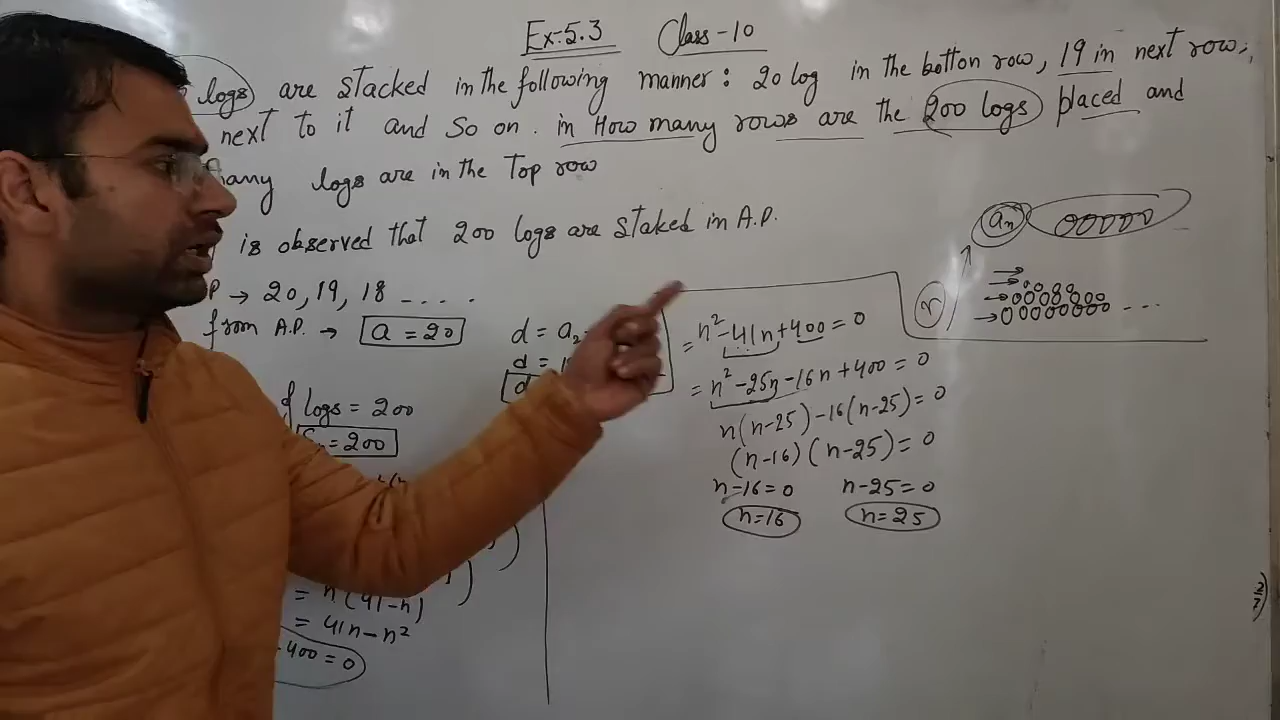 Ex:-5.3 Class-10
logs are stacked in the following manner : 20 log in the botton row, 19 in next row,
next to it and So on. in How many rows are the 200 logs placed and
many logs are in the Top row
is observed that 200 logs are staked in A.P.
an
P → 20, 19, 18 ....
from A.P. → a = 20
d = a2
d = 1
d
n
f logs = 200
Sn = 200
= n(41-n)
= 41n - n²
400 = 0
= n² - 41n + 400 = 0
= n² - 25n - 16n + 400 = 0
n(n-25) - 16(n-25) = 0
(n-16) (n-25) = 0
n-16=0 n-25=0
n=16 n=25